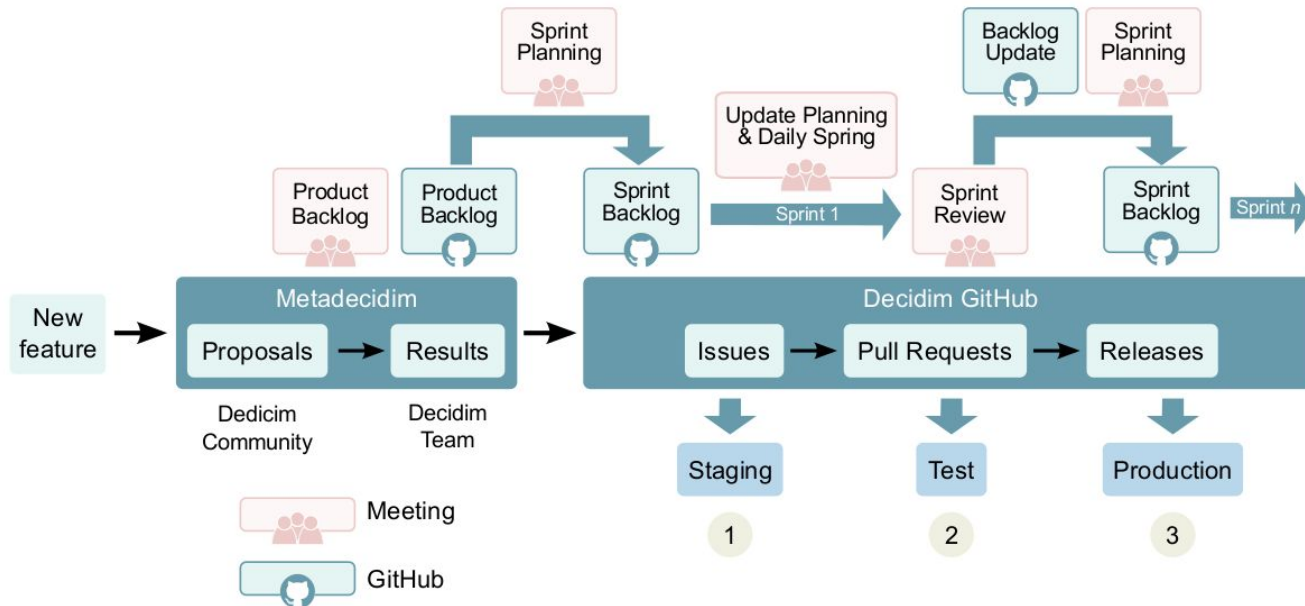 Sprint
Planning
Backlog
Update
Sprint
Planning
Update Planning
& Daily Spring
Product
Backlog
Product
Backlog
Sprint
Backlog
Sprint 1
Sprint
Review
Sprint
Backlog
Sprint n
New
feature
Metadecidim
Proposals
Results
Decidim GitHub
Issues
Pull Requests
Releases
Dedicim
Community
Decidim
Team
Staging
Test
Production
1
2
3
Meeting
GitHub